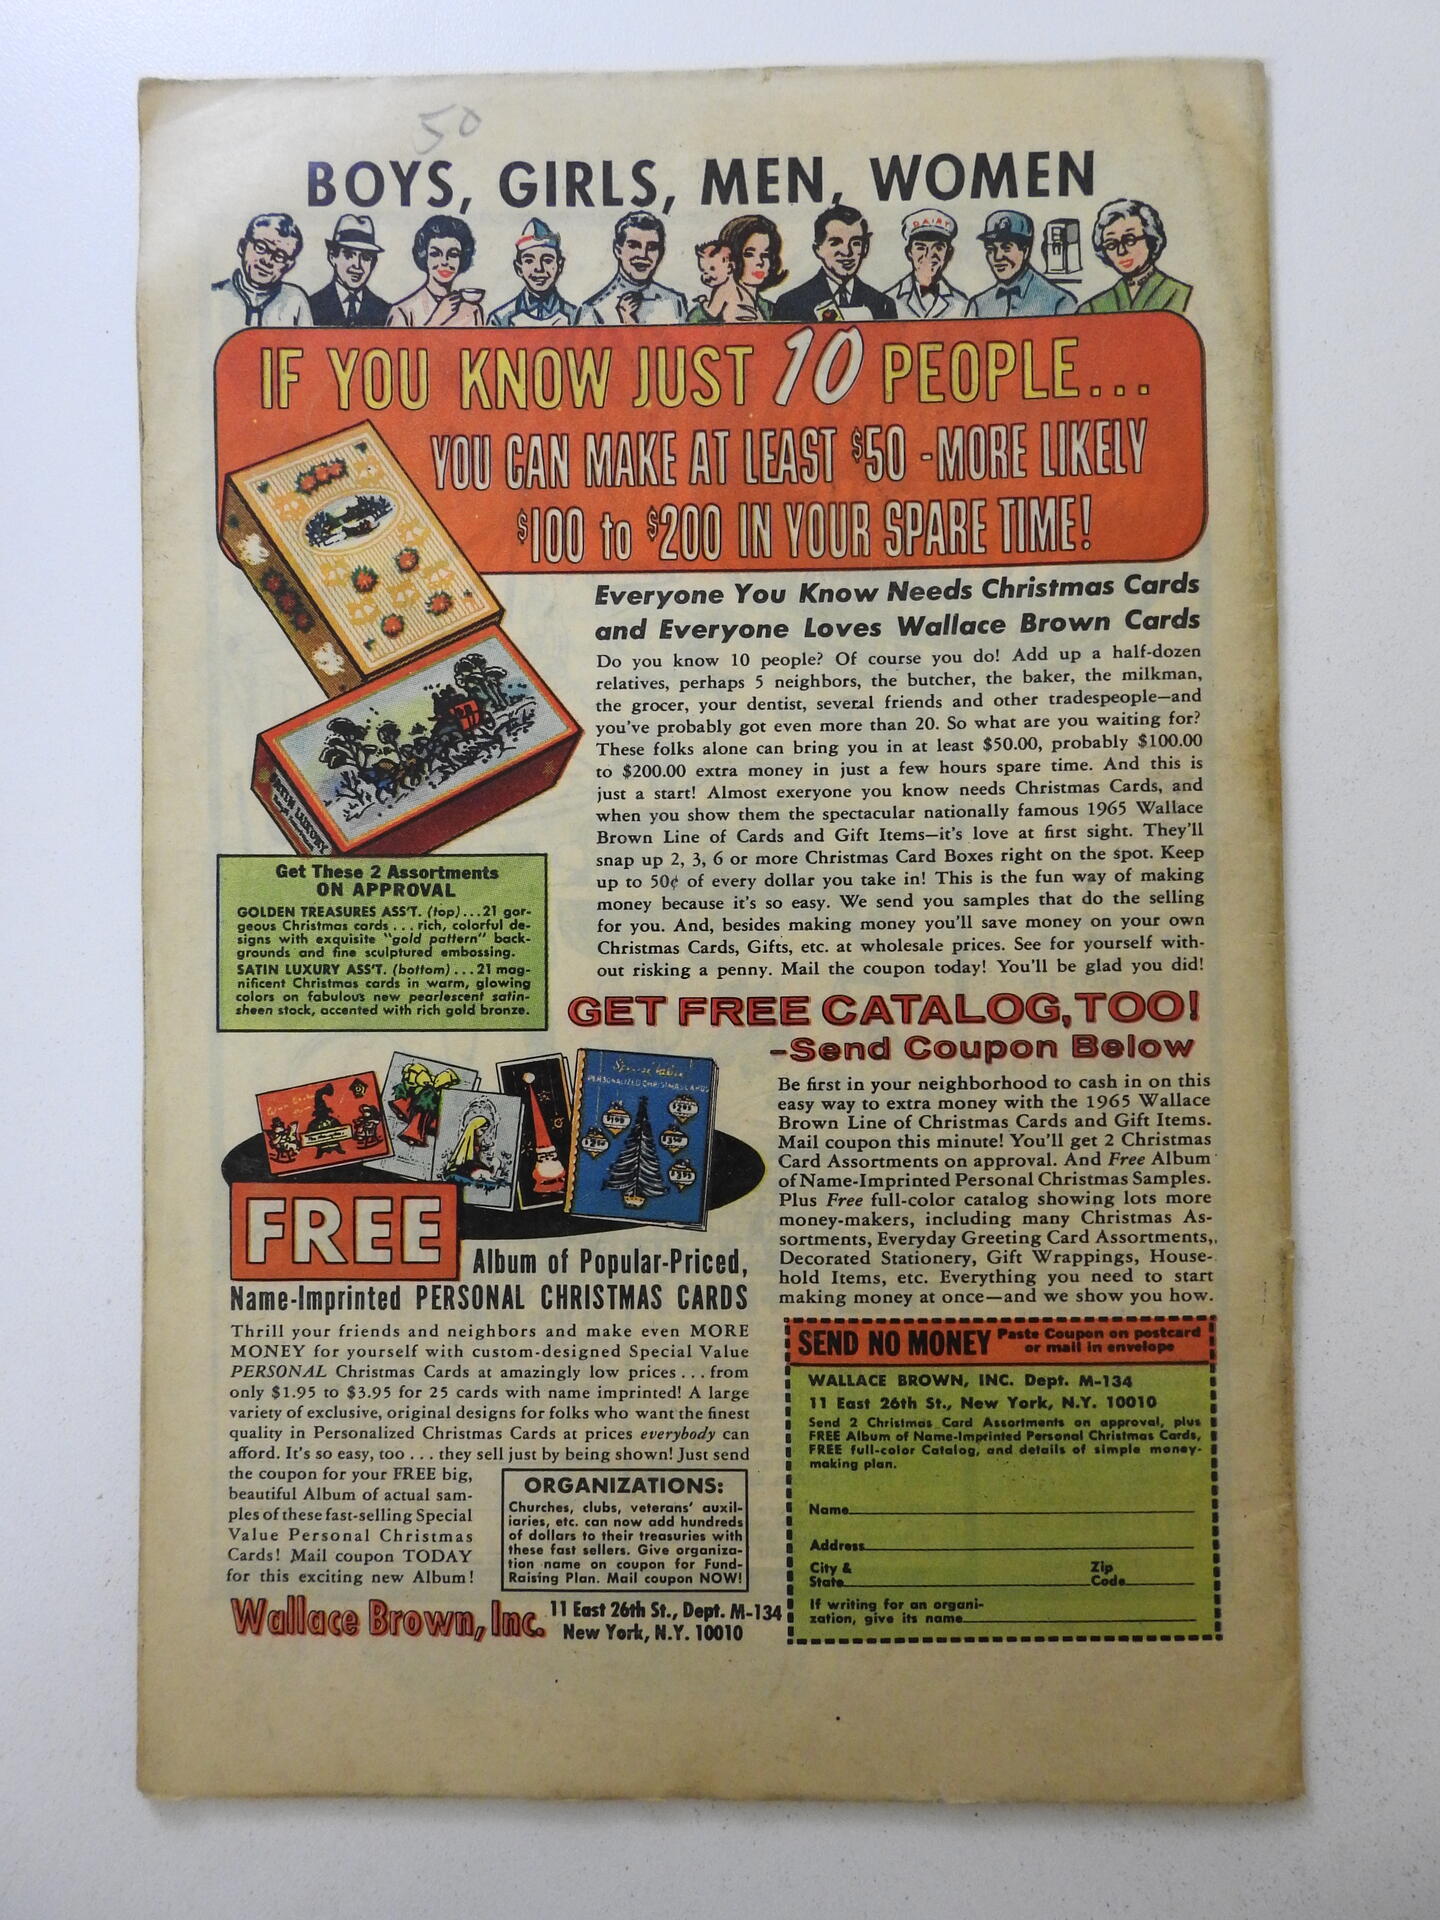 50
BOYS, GIRLS, MEN, WOMEN
DAIRY
IF YOU KNOW JUST 10 PEOPLE...
YOU CAN MAKE AT LEAST $50 - MORE LIKELY
$100 to $200 IN YOUR SPARE TIME!
Everyone You Know Needs Christmas Cards
and Everyone Loves Wallace Brown Cards
Do you know 10 people? Of course you do! Add up a half-dozen
relatives, perhaps 5 neighbors, the butcher, the baker, the milkman,
the grocer, your dentist, several friends and other tradespeople—and
you've probably got even more than 20. So what are you waiting for?
These folks alone can bring you in at least $50.00, probably $100.00
to $200.00 extra money in just a few hours spare time. And this is
just a start! Almost exeryone you know needs Christmas Cards, and
when you show them the spectacular nationally famous 1965 Wallace
Brown Line of Cards and Gift Items—it's love at first sight. They'll
snap up 2, 3, 6 or more Christmas Card Boxes right on the spot. Keep
up to 50¢ of every dollar you take in! This is the fun way of making
money because it's so easy. We send you samples that do the selling
for you. And, besides making money you'll save money on your own
Christmas Cards, Gifts, etc. at wholesale prices. See for yourself with-
out risking a penny. Mail the coupon today! You'll be glad you did!
SATIN LUXURY
Get These 2 Assortments
ON APPROVAL
GOLDEN TREASURES ASS'T. (top)...21 gor-
geous Christmas cards...rich, colorful de-
signs with exquisite "gold pattern" back-
grounds and fine sculptured embossing.
SATIN LUXURY ASS'T. (bottom)...21 mag-
nificent Christmas cards in warm, glowing
colors on fabulous new pearlescent satin-
sheen stock, accented with rich gold bronze.
GET FREE CATALOG, TOO!
-Send Coupon Below
Be first in your neighborhood to cash in on this
easy way to extra money with the 1965 Wallace
Brown Line of Christmas Cards and Gift Items.
Mail coupon this minute! You'll get 2 Christmas
Card Assortments on approval. And Free Album
of Name-Imprinted Personal Christmas Samples.
Plus Free full-color catalog showing lots more
money-makers, including many Christmas As-
sortments, Everyday Greeting Card Assortments,
Decorated Stationery, Gift Wrappings, House-
hold Items, etc. Everything you need to start
making money at once—and we show you how.
Special Value
PERSONALIZED CHRISTMAS CARDS
FREE
Album of Popular-Priced,
Name-Imprinted PERSONAL CHRISTMAS CARDS
Thrill your friends and neighbors and make even MORE
MONEY for yourself with custom-designed Special Value
PERSONAL Christmas Cards at amazingly low prices...from
only $1.95 to $3.95 for 25 cards with name imprinted! A large
variety of exclusive, original designs for folks who want the finest
quality in Personalized Christmas Cards at prices everybody can
afford. It's so easy, too...they sell just by being shown! Just send
the coupon for your FREE big,
beautiful Album of actual sam-
ples of these fast-selling Special
Value Personal Christmas
Cards! Mail coupon TODAY
for this exciting new Album!
ORGANIZATIONS:
Churches, clubs, veterans' auxil-
iaries, etc. can now add hundreds
of dollars to their treasuries with
these fast sellers. Give organiza-
tion name on coupon for Fund-
Raising Plan. Mail coupon NOW!
Wallace Brown, Inc. 11 East 26th St., Dept. M-134
New York, N.Y. 10010
SEND NO MONEY Paste Coupon on postcard
or mail in envelope
WALLACE BROWN, INC. Dept. M-134
11 East 26th St., New York, N.Y. 10010
Send 2 Christmas Card Assortments on approval, plus
FREE Album of Name-Imprinted Personal Christmas Cards,
FREE full-color Catalog, and details of simple money-
making plan.
Name
Address
City & State
Zip Code
If writing for an organi-
zation, give its name